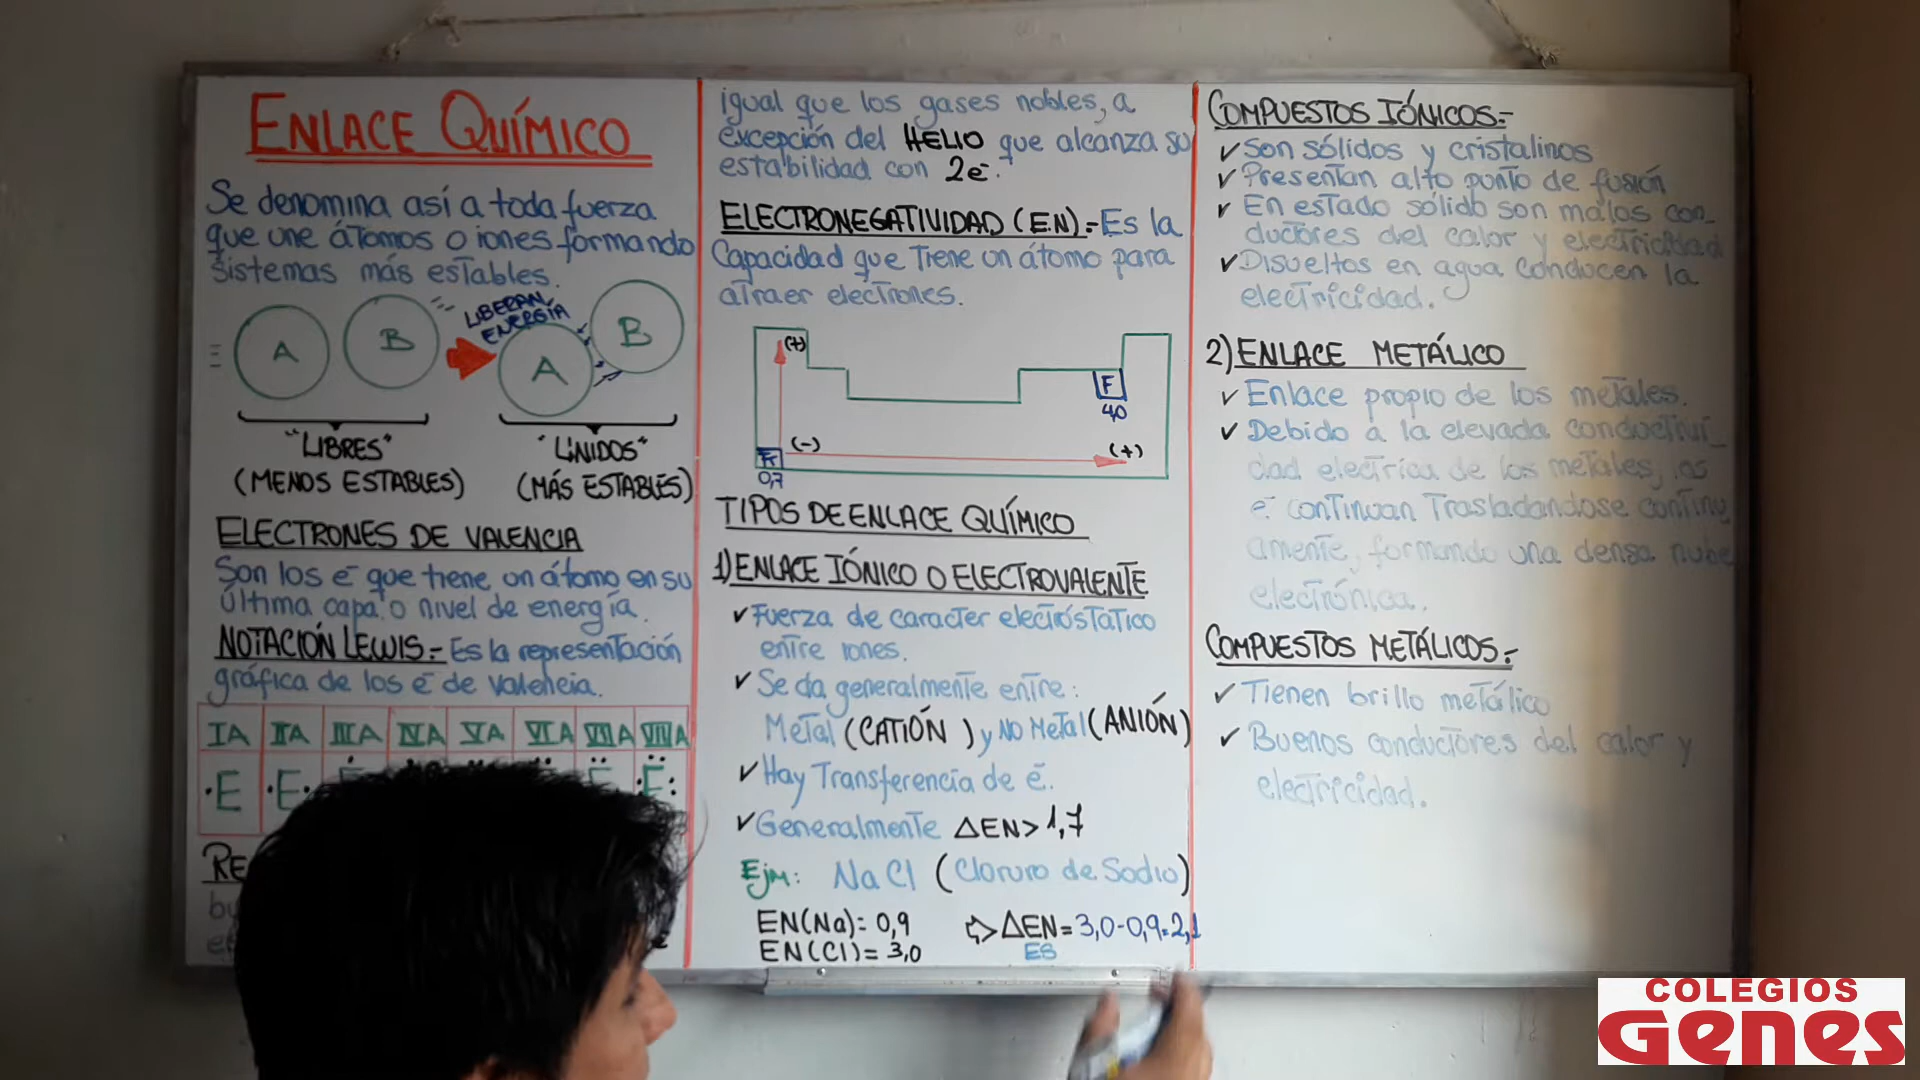 ENLACE QUÍMICO
Se denomina así a toda fuerza
que une átomos o iones formando
sistemas más estables.
A
B
LIBERAN
ENERGÍA
A
B
"LIBRES"
(MENOS ESTABLES)
"UNIDOS"
(MÁS ESTABLES)
ELECTRONES DE VALENCIA
Son los e⁻ que tiene un átomo en su
última capa o nivel de energía.
NOTACIÓN LEWIS.- Es la representación
gráfica de los e⁻ de valencia.
IA IIA IIIA IVA VA VIA VIIA VIIIA
E E E E
igual que los gases nobles, a
excepción del HELIO que alcanza su
estabilidad con 2e⁻.
ELECTRONEGATIVIDAD (E.N).- Es la
Capacidad que tiene un átomo para
atraer electrones.
(+)
F
4,0
(-)
(+)
Fr
0,7
TIPOS DE ENLACE QUÍMICO
1) ENLACE IÓNICO O ELECTROVALENTE
✓ Fuerza de caracter electróstatico
entre iones.
✓ Se da generalmente entre:
Metal (CATIÓN) y NO Metal (ANIÓN)
✓ Hay Transferencia de e⁻.
✓ Generalmente ΔEN > 1,7
Ejm: NaCl (Cloruro de Sodio)
EN(Na): 0,9 ⇨ ΔEN = 3,0-0,9=2,1
EN(Cl) = 3,0 ES
COMPUESTOS IÓNICOS.-
✓ Son sólidos y cristalinos
✓ Presentan alto punto de fusión
✓ En estado sólido son malos con_
ductores del calor y electricidad
✓ Disueltos en agua conducen la
electricidad.
2) ENLACE METÁLICO
✓ Enlace propio de los metales.
✓ Debido a la elevada conductivi_
dad electrica de los metales, los
e⁻ continuan Trasladandose continu_
amente, formando una densa nube
electrónica.
COMPUESTOS METÁLICOS.-
✓ Tienen brillo metálico
✓ Buenos conductores del calor y
electricidad.
COLEGIOS
Genes